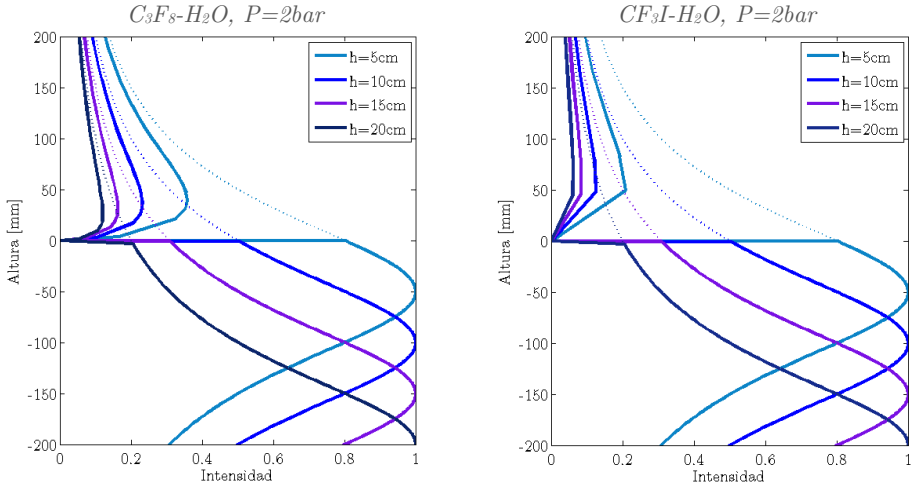 C₃F₈-H₂O, P=2bar
200
150
100
50
0
-50
-100
-150
-200
Altura [mm]
0
0.2
0.4
0.6
0.8
1
Intensidad
h=5cm
h=10cm
h=15cm
h=20cm
CF₃I-H₂O, P=2bar
200
150
100
50
0
-50
-100
-150
-200
Altura [mm]
0
0.2
0.4
0.6
0.8
1
Intensidad
h=5cm
h=10cm
h=15cm
h=20cm